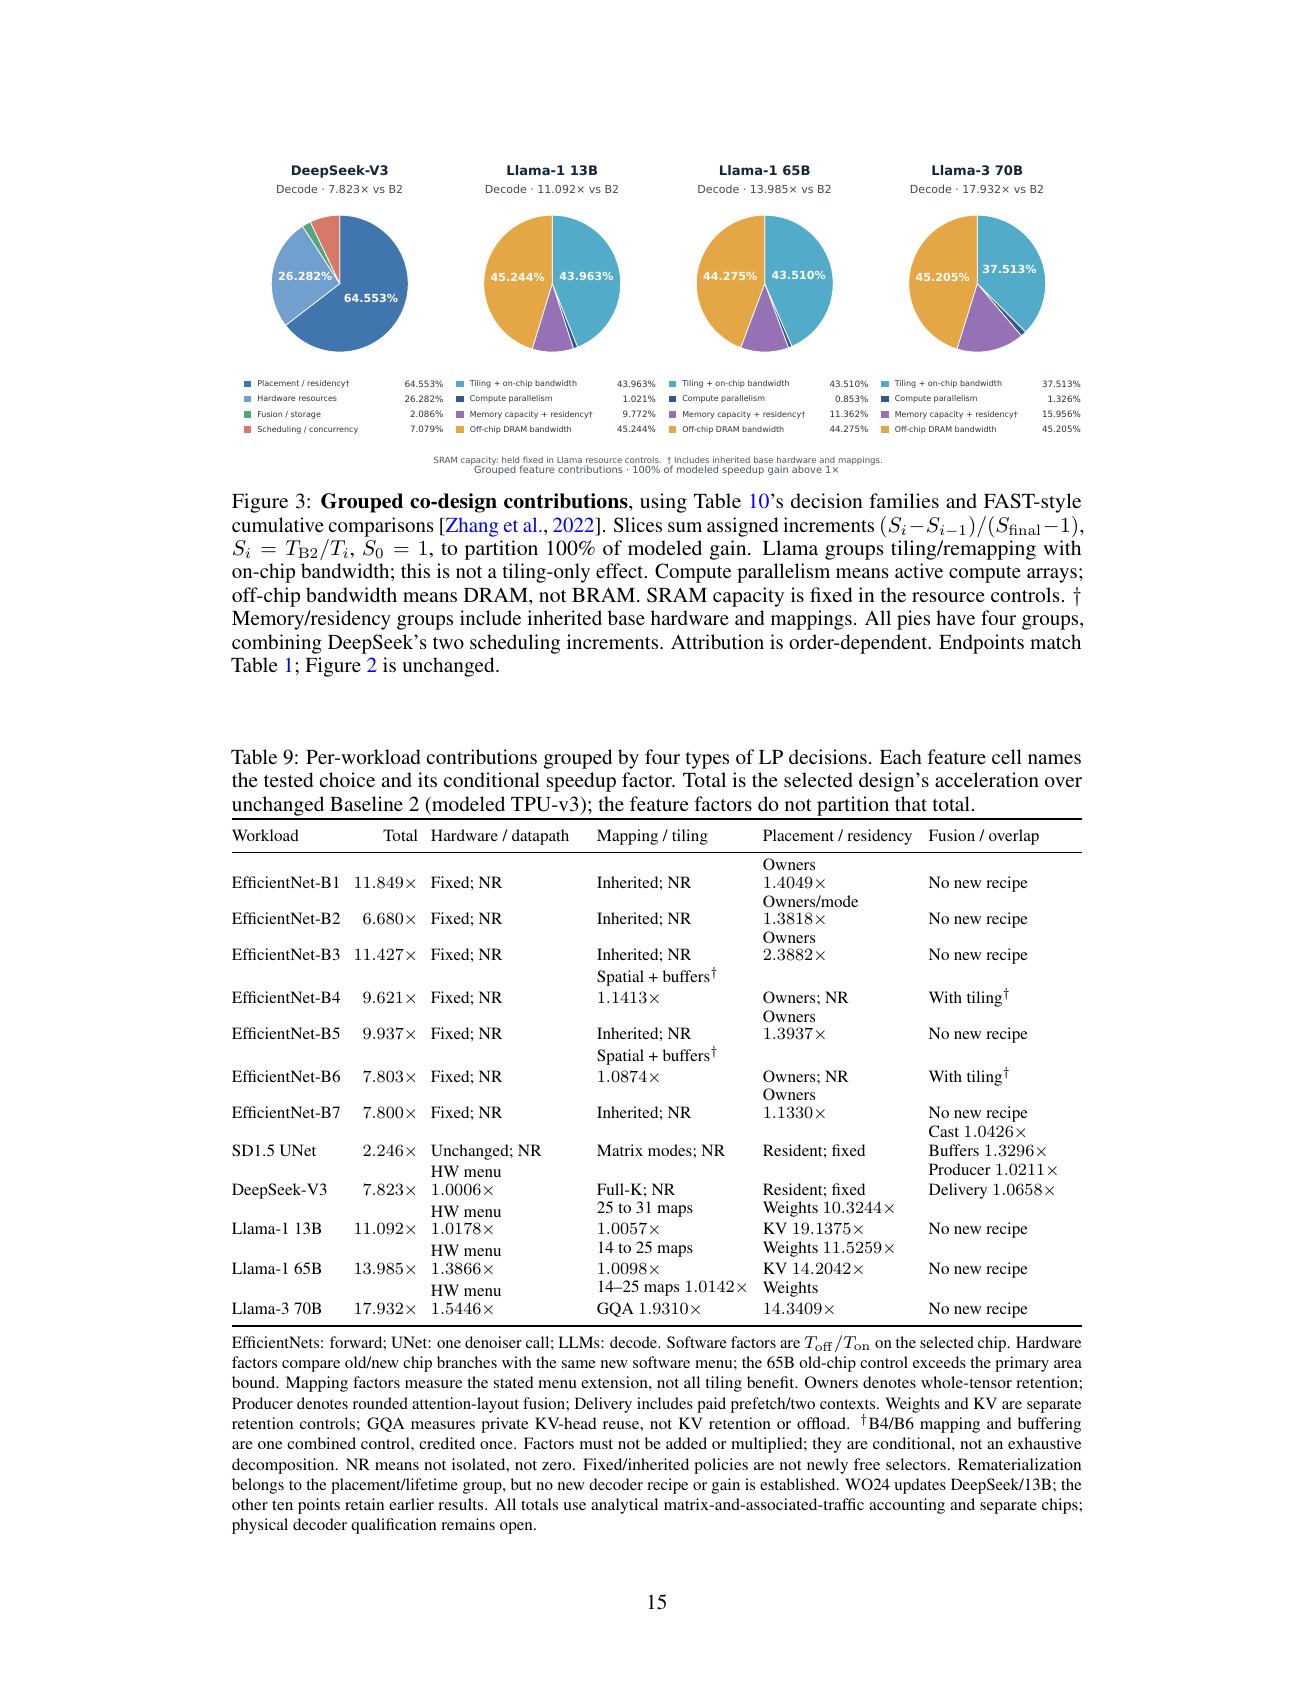 DeepSeek-V3
Decode · 7.823× vs B2
26.282%
64.553%
Placement / residency† 64.553%
Hardware resources 26.282%
Fusion / storage 2.086%
Scheduling / concurrency 7.079%
Llama-1 13B
Decode · 11.092× vs B2
45.244% 43.963%
Tiling + on-chip bandwidth 43.963%
Compute parallelism 1.021%
Memory capacity + residency† 9.772%
Off-chip DRAM bandwidth 45.244%
Llama-1 65B
Decode · 13.985× vs B2
44.275% 43.510%
Tiling + on-chip bandwidth 43.510%
Compute parallelism 0.853%
Memory capacity + residency† 11.362%
Off-chip DRAM bandwidth 44.275%
Llama-3 70B
Decode · 17.932× vs B2
45.205% 37.513%
Tiling + on-chip bandwidth 37.513%
Compute parallelism 1.326%
Memory capacity + residency† 15.956%
Off-chip DRAM bandwidth 45.205%
SRAM capacity: held fixed in Llama resource controls. † Includes inherited base hardware and mappings.
Grouped feature contributions · 100% of modeled speedup gain above 1×
Figure 3: Grouped co-design contributions, using Table 10's decision families and FAST-style
cumulative comparisons [Zhang et al., 2022]. Slices sum assigned increments (S_i−S_{i−1})/(S_final−1),
S_i = T_B2/T_i, S_0 = 1, to partition 100% of modeled gain. Llama groups tiling/remapping with
on-chip bandwidth; this is not a tiling-only effect. Compute parallelism means active compute arrays;
off-chip bandwidth means DRAM, not BRAM. SRAM capacity is fixed in the resource controls. †
Memory/residency groups include inherited base hardware and mappings. All pies have four groups,
combining DeepSeek's two scheduling increments. Attribution is order-dependent. Endpoints match
Table 1; Figure 2 is unchanged.
Table 9: Per-workload contributions grouped by four types of LP decisions. Each feature cell names
the tested choice and its conditional speedup factor. Total is the selected design's acceleration over
unchanged Baseline 2 (modeled TPU-v3); the feature factors do not partition that total.
Workload Total Hardware / datapath Mapping / tiling Placement / residency Fusion / overlap
Owners
EfficientNet-B1 11.849× Fixed; NR Inherited; NR 1.4049× No new recipe
Owners/mode
EfficientNet-B2 6.680× Fixed; NR Inherited; NR 1.3818× No new recipe
Owners
EfficientNet-B3 11.427× Fixed; NR Inherited; NR 2.3882× No new recipe
Spatial + buffers†
EfficientNet-B4 9.621× Fixed; NR 1.1413× Owners; NR With tiling†
Owners
EfficientNet-B5 9.937× Fixed; NR Inherited; NR 1.3937× No new recipe
Spatial + buffers†
EfficientNet-B6 7.803× Fixed; NR 1.0874× Owners; NR With tiling†
Owners
EfficientNet-B7 7.800× Fixed; NR Inherited; NR 1.1330× No new recipe
Cast 1.0426×
SD1.5 UNet 2.246× Unchanged; NR Matrix modes; NR Resident; fixed Buffers 1.3296×
HW menu Producer 1.0211×
DeepSeek-V3 7.823× 1.0006× Full-K; NR Resident; fixed Delivery 1.0658×
HW menu 25 to 31 maps Weights 10.3244×
Llama-1 13B 11.092× 1.0178× 1.0057× KV 19.1375× No new recipe
HW menu 14 to 25 maps Weights 11.5259×
Llama-1 65B 13.985× 1.3866× 1.0098× KV 14.2042× No new recipe
HW menu 14–25 maps 1.0142× Weights
Llama-3 70B 17.932× 1.5446× GQA 1.9310× 14.3409× No new recipe
EfficientNets: forward; UNet: one denoiser call; LLMs: decode. Software factors are T_off/T_on on the selected chip. Hardware
factors compare old/new chip branches with the same new software menu; the 65B old-chip control exceeds the primary area
bound. Mapping factors measure the stated menu extension, not all tiling benefit. Owners denotes whole-tensor retention;
Producer denotes rounded attention-layout fusion; Delivery includes paid prefetch/two contexts. Weights and KV are separate
retention controls; GQA measures private KV-head reuse, not KV retention or offload. †B4/B6 mapping and buffering
are one combined control, credited once. Factors must not be added or multiplied; they are conditional, not an exhaustive
decomposition. NR means not isolated, not zero. Fixed/inherited policies are not newly free selectors. Rematerialization
belongs to the placement/lifetime group, but no new decoder recipe or gain is established. WO24 updates DeepSeek/13B; the
other ten points retain earlier results. All totals use analytical matrix-and-associated-traffic accounting and separate chips;
physical decoder qualification remains open.
15